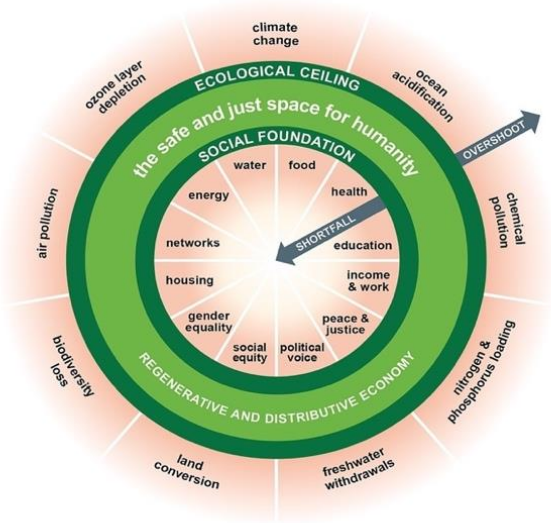 climate
change
ocean
acidification
chemical
pollution
nitrogen &
phosphorus loading
freshwater
withdrawals
land
conversion
biodiversity
loss
air pollution
ozone layer
depletion
ECOLOGICAL CEILING
the safe and just space for humanity
SOCIAL FOUNDATION
OVERSHOOT
SHORTFALL
water
food
health
education
income
& work
peace &
justice
political
voice
social
equity
gender
equality
housing
networks
energy
REGENERATIVE AND DISTRIBUTIVE ECONOMY